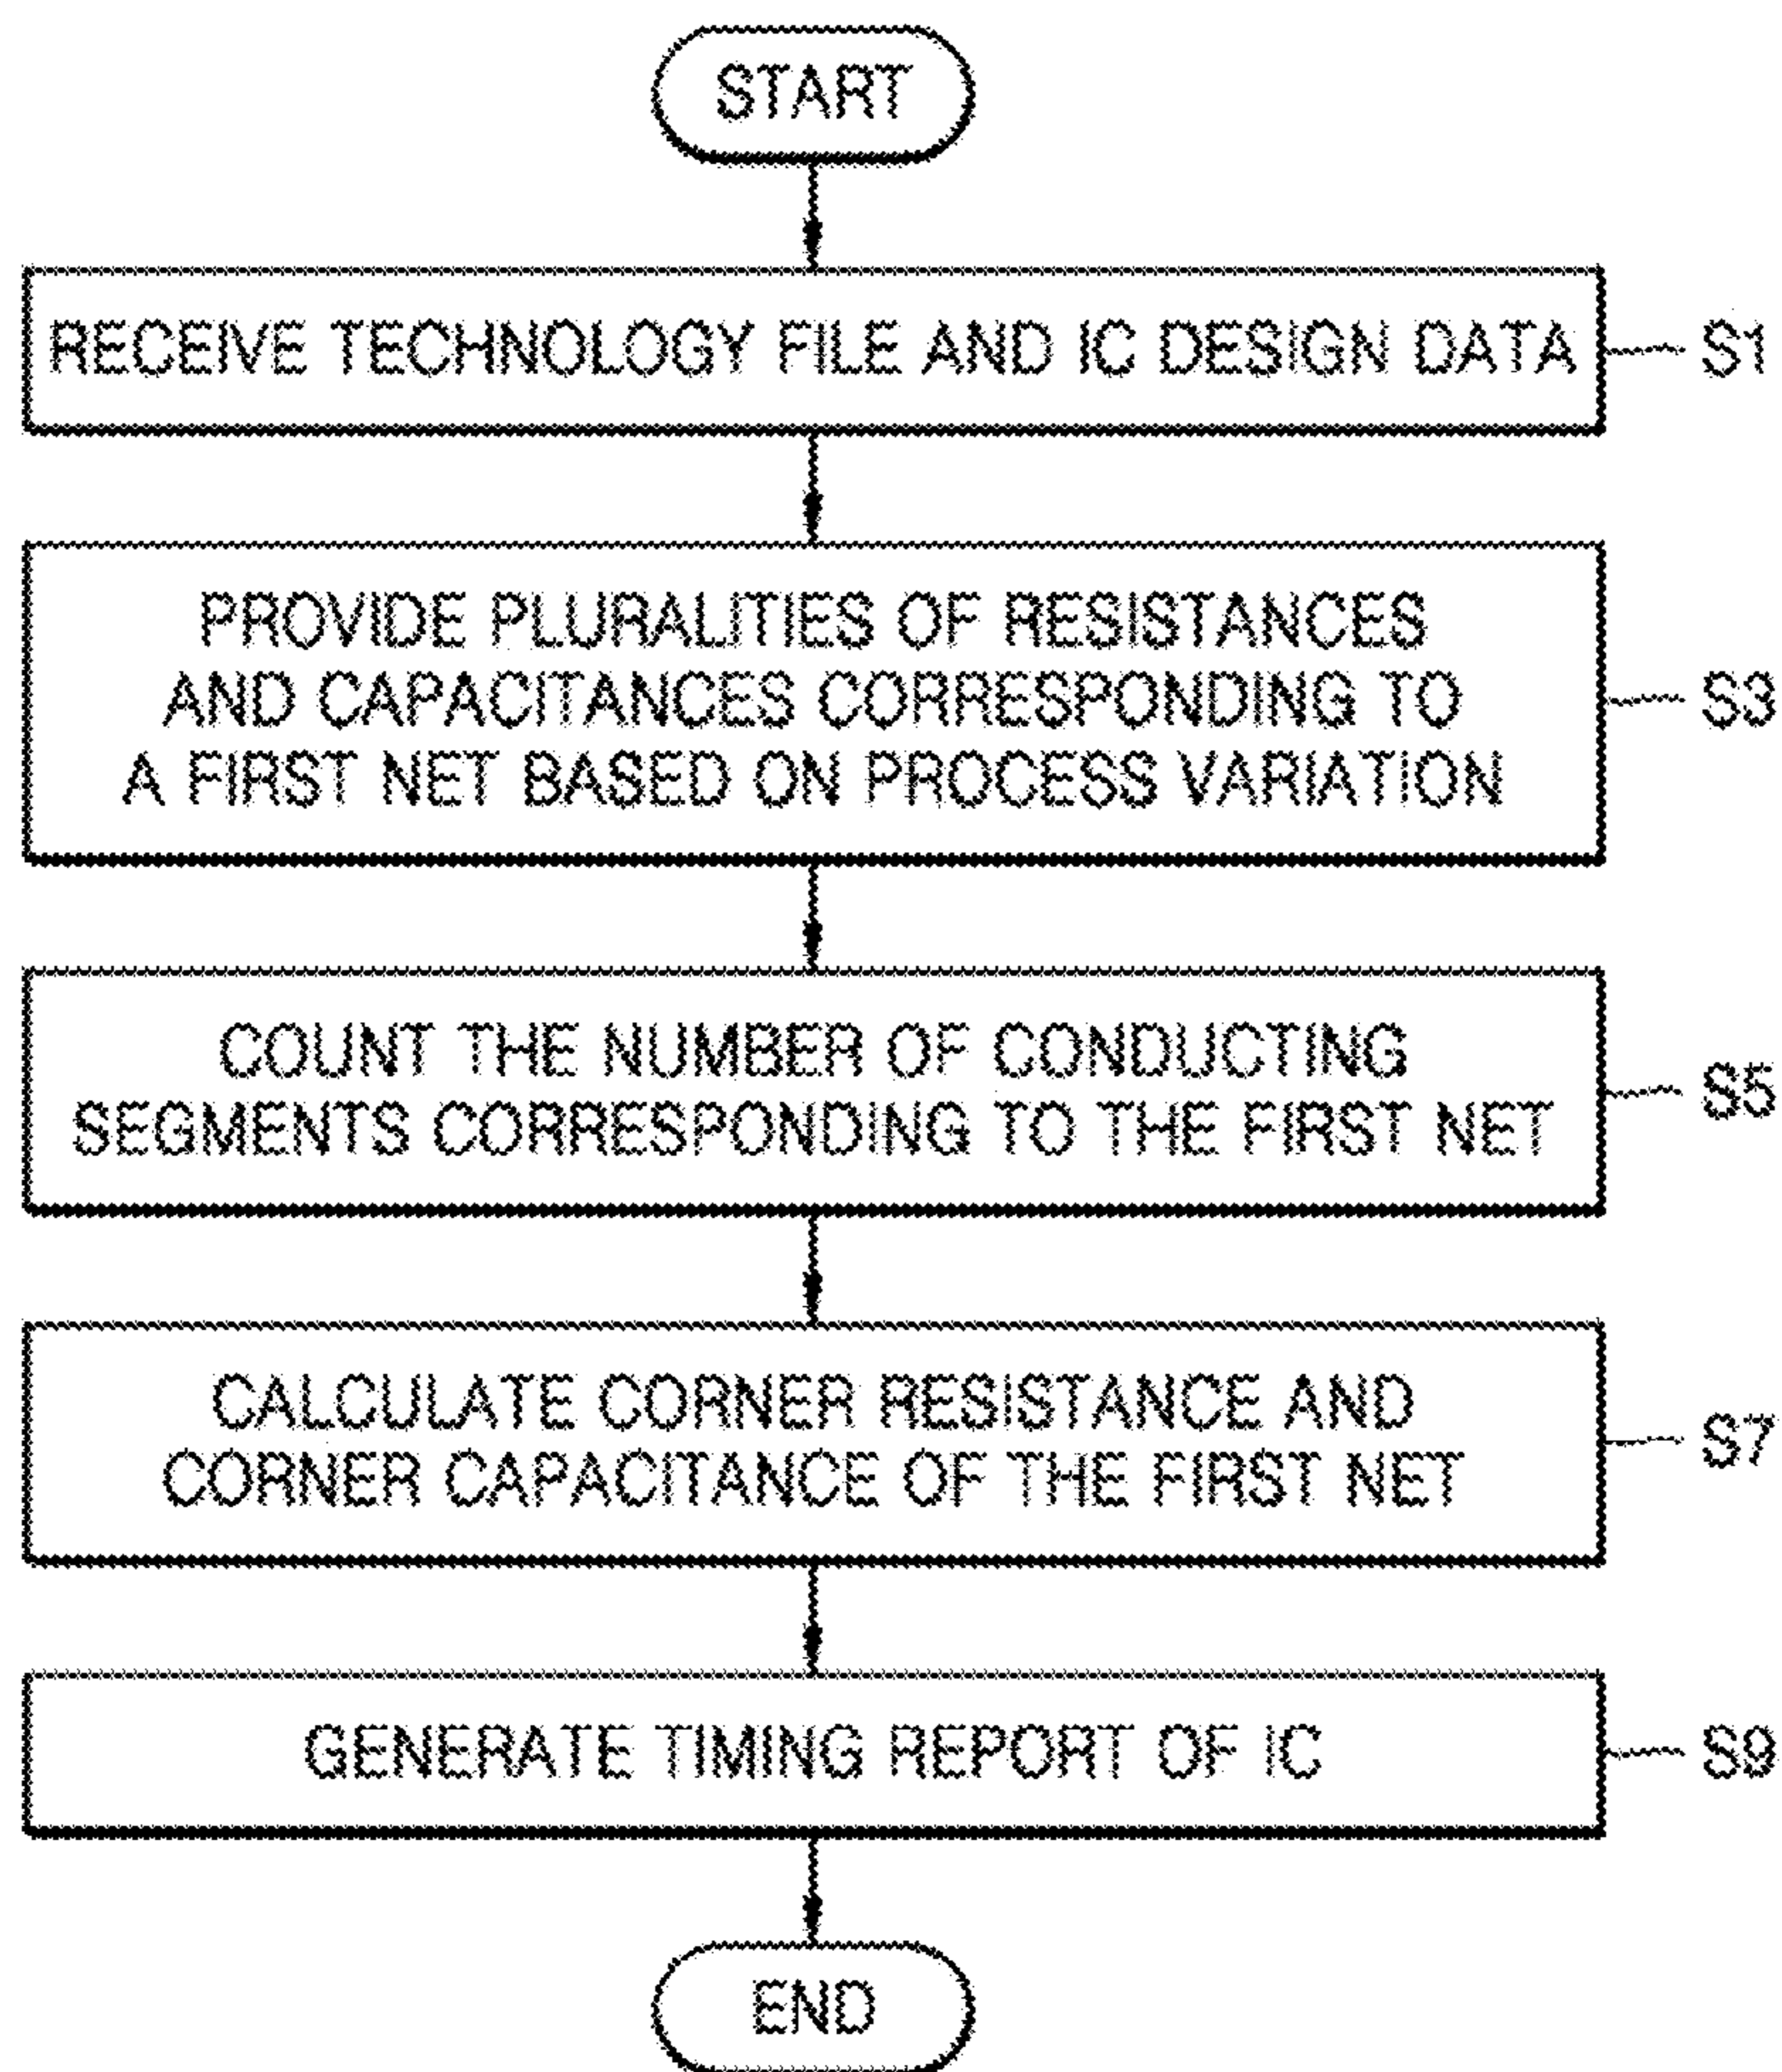 START
RECEIVE TECHNOLOGY FILE AND IC DESIGN DATA
S1
PROVIDE PLURALITIES OF RESISTANCES
AND CAPACITANCES CORRESPONDING TO
A FIRST NET BASED ON PROCESS VARIATION
S3
COUNT THE NUMBER OF CONDUCTING
SEGMENTS CORRESPONDING TO THE FIRST NET
S5
CALCULATE CORNER RESISTANCE AND
CORNER CAPACITANCE OF THE FIRST NET
S7
GENERATE TIMING REPORT OF IC
S9
END